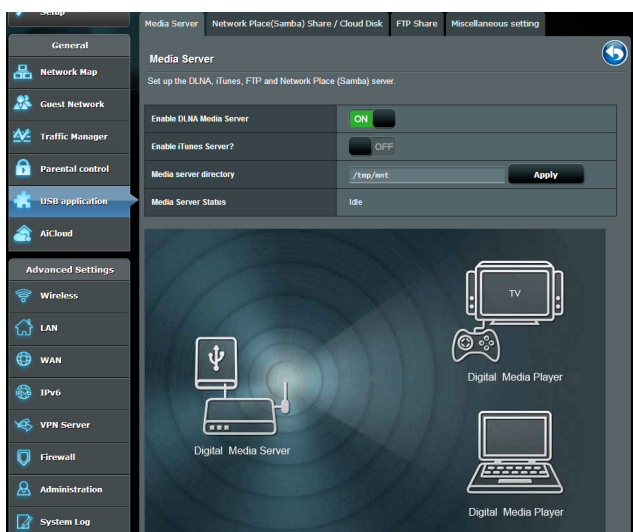 Setup
General
Network Map
Guest Network
Traffic Manager
Parental control
USB application
AiCloud
Advanced Settings
Wireless
LAN
WAN
IPv6
VPN Server
Firewall
Administration
System Log
Media Server Network Place(Samba) Share / Cloud Disk FTP Share Miscellaneous setting
Media Server
Set up the DLNA, iTunes, FTP and Network Place (Samba) server.
Enable DLNA Media Server ON
Enable iTunes Server? OFF
Media server directory /tmp/mnt Apply
Media Server Status Idle
TV
Digital Media Player
Digital Media Server
Digital Media Player